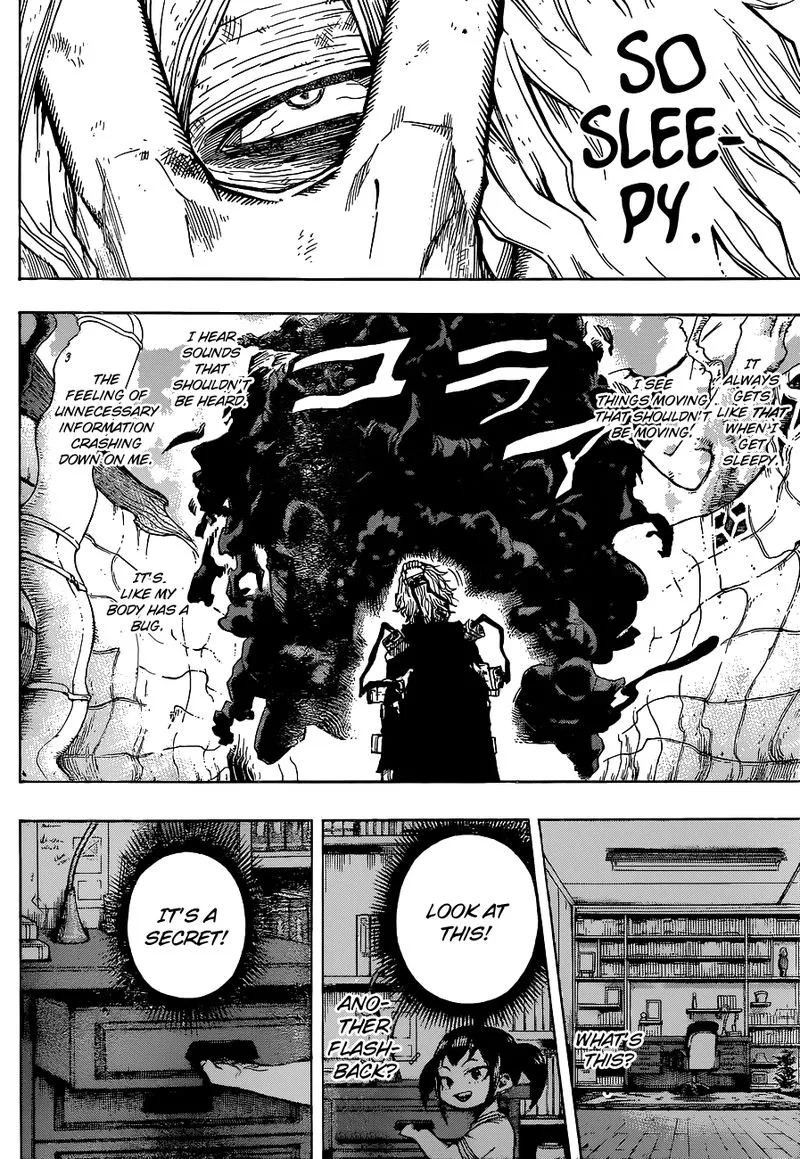 SO
SLEE-
PY.
IT
ALWAYS
GETS
LIKE THAT
WHEN I
GET
SLEEPY.
I SEE
THINGS MOVING
THAT SHOULDN'T
BE MOVING.
ゴララ
I HEAR
SOUNDS
THAT
SHOULDN'T
BE HEARD.
THE
FEELING OF
UNNECESSARY
INFORMATION
CRASHING
DOWN ON ME.
IT'S.
LIKE MY
BODY HAS A
BUG.
WHAT'S
THIS?
LOOK AT
THIS!
ANO-
THER
FLASH-
BACK?
IT'S A
SECRET!